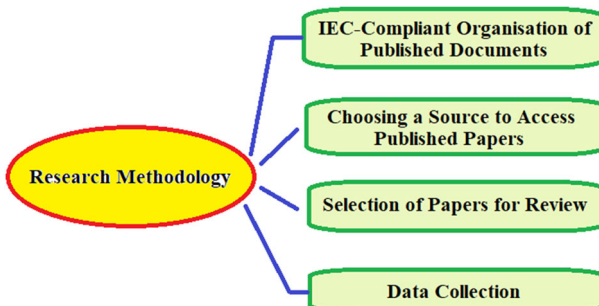 IEC-Compliant Organisation of
Published Documents
Choosing a Source to Access
Published Papers
Research Methodology
Selection of Papers for Review
Data Collection